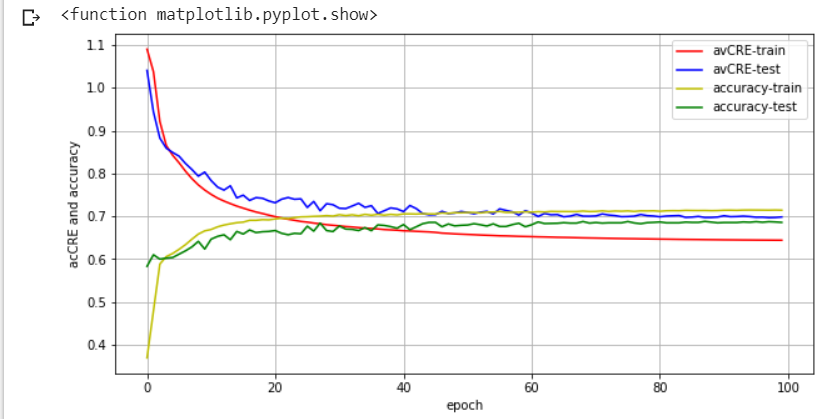 <function matplotlib.pyplot.show>
1.1
1.0
0.9
0.8
0.7
0.6
0.5
0.4
acCRE and accuracy
avCRE-train
avCRE-test
accuracy-train
accuracy-test
0 20 40 60 80 100
epoch